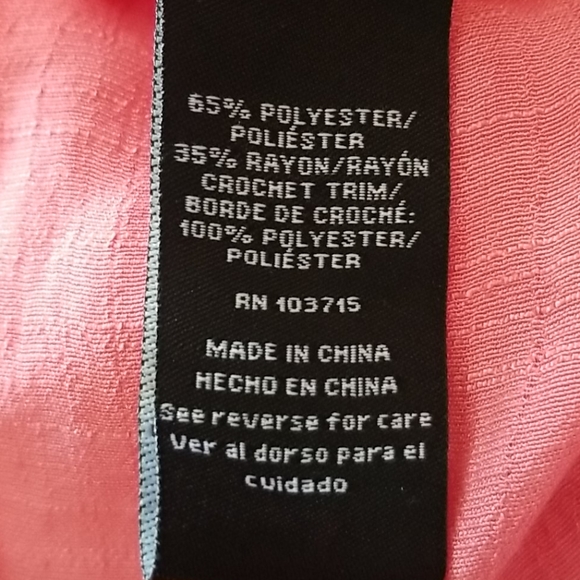 65% POLYESTER/
POLIÉSTER
35% RAYON/RAYÓN
CROCHET TRIM/
BORDE DE CROCHÉ:
100% POLYESTER/
POLIÉSTER
RN 103715
MADE IN CHINA
HECHO EN CHINA
See reverse for care
Ver al dorso para el
cuidado